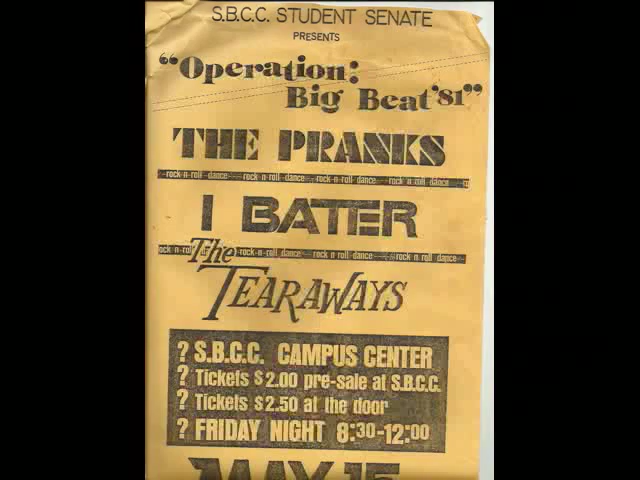 S.B.C.C. STUDENT SENATE
PRESENTS
"Operation:
Big Beat '81"
THE PRANKS
rock n roll dance rock n roll dance rock n roll dance rock n roll dance
I BATER
ock n roll rock n roll dance rock n roll dance rock n roll dance
The
TEARAWAYS
? S.B.C.C. CAMPUS CENTER
? Tickets $2.00 pre-sale at S.B.C.C.
? Tickets $2.50 at the door
? FRIDAY NIGHT 8:30-12:00
MAY 15